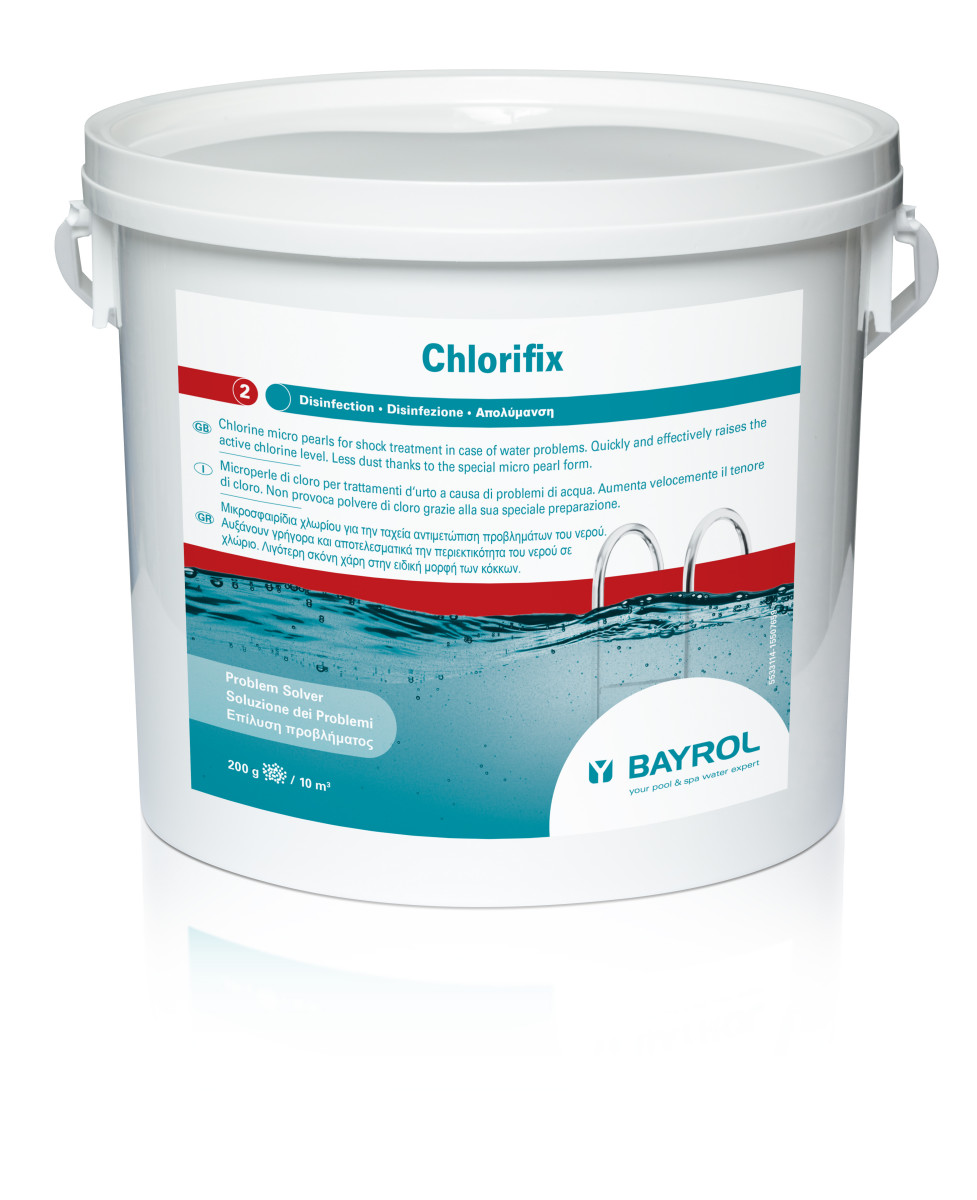 Chlorifix
2
Disinfection • Disinfezione • Απολύμανση
GB Chlorine micro pearls for shock treatment in case of water problems. Quickly and effectively raises the
active chlorine level. Less dust thanks to the special micro pearl form.
I Microperle di cloro per trattamenti d'urto a causa di problemi di acqua. Aumenta velocemente il tenore
di cloro. Non provoca polvere di cloro grazie alla sua speciale preparazione.
GR Μικροσφαιρίδια χλωρίου για την ταχεία αντιμετώπιση προβλημάτων του νερού.
Αυξάνουν γρήγορα και αποτελεσματικά την περιεκτικότητα του νερού σε
χλώριο. Λιγότερη σκόνη χάρη στην ειδική μορφή των κόκκων.
Problem Solver
Soluzione dei Problemi
Επίλυση προβλήματος
200 g / 10 m³
BAYROL
your pool & spa water expert